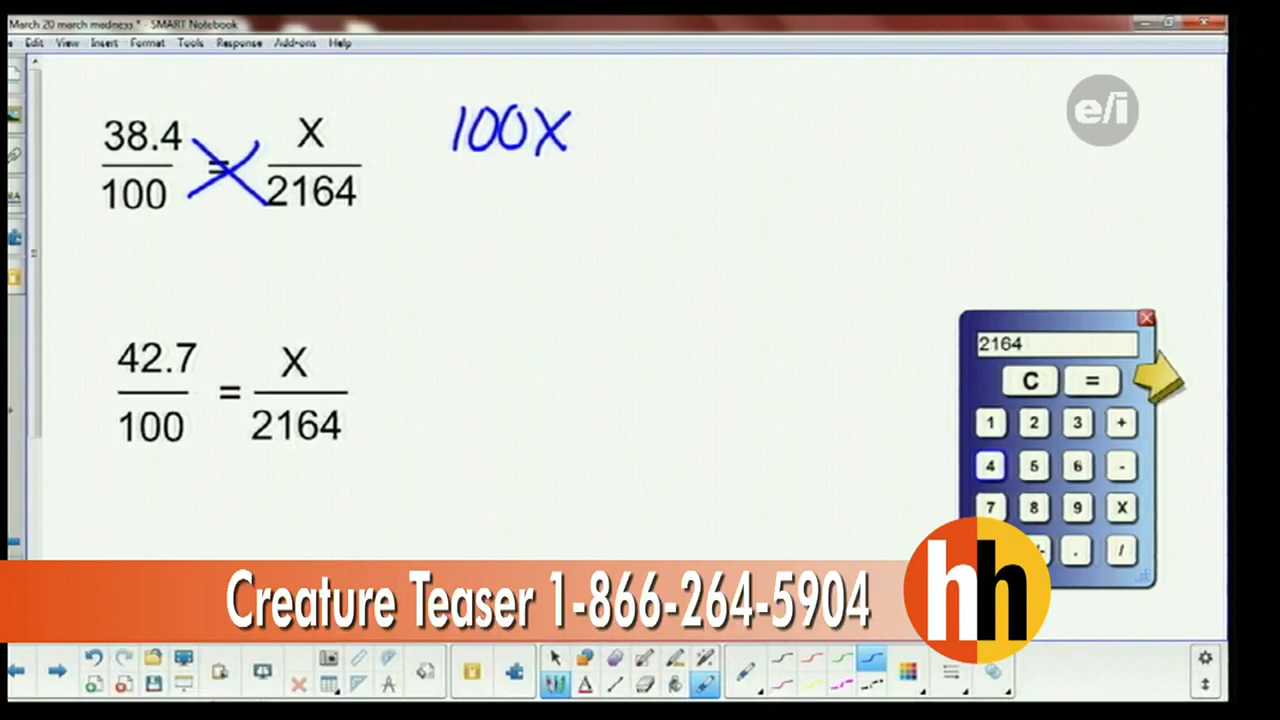 March 20 march madness * - SMART Notebook
Edit View Insert Format Tools Response Add-ons Help
e/i
38.4 = X 100X
100 2164
2164
C =
1 2 3 +
4 5 6 -
7 8 9 X
. /
42.7 = X
100 2164
Creature Teaser 1-866-264-5904
hh